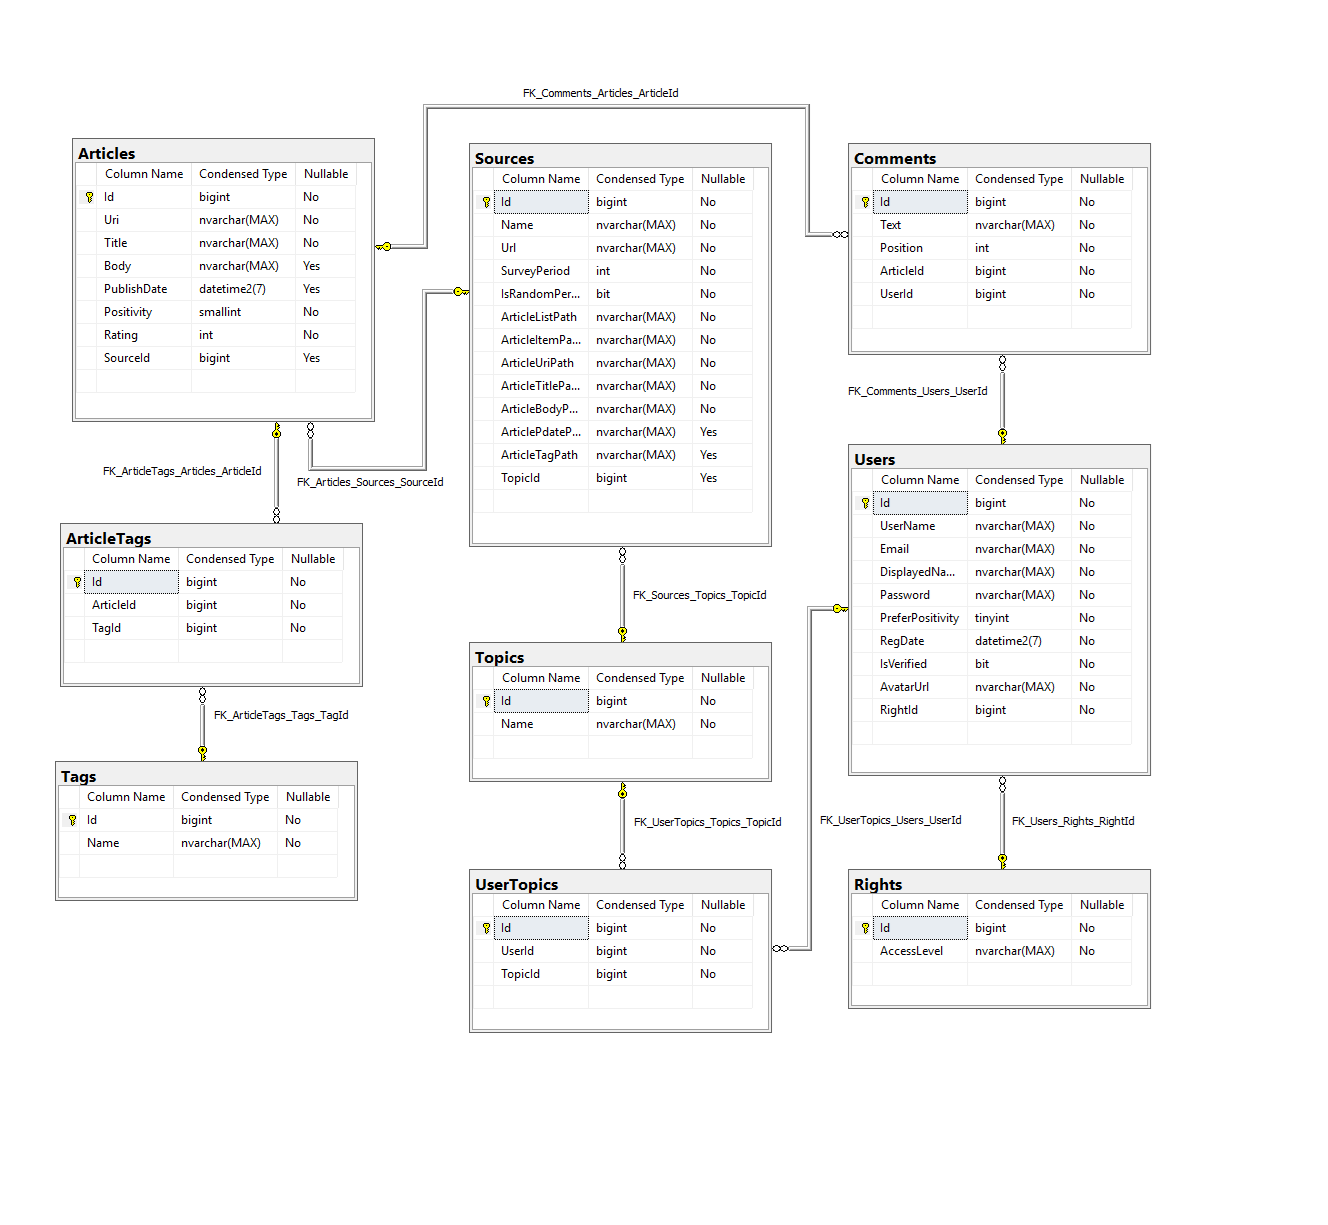 FK_Comments_Articles_ArticleId
Articles
Column Name Condensed Type Nullable
Id bigint No
Uri nvarchar(MAX) No
Title nvarchar(MAX) No
Body nvarchar(MAX) Yes
PublishDate datetime2(7) Yes
Positivity smallint No
Rating int No
SourceId bigint Yes
Sources
Column Name Condensed Type Nullable
Id bigint No
Name nvarchar(MAX) No
Url nvarchar(MAX) No
SurveyPeriod int No
IsRandomPer... bit No
ArticleListPath nvarchar(MAX) No
ArticleItemPa... nvarchar(MAX) No
ArticleUriPath nvarchar(MAX) No
ArticleTitlePa... nvarchar(MAX) No
ArticleBodyP... nvarchar(MAX) No
ArticlePdateP... nvarchar(MAX) Yes
ArticleTagPath nvarchar(MAX) Yes
TopicId bigint Yes
Comments
Column Name Condensed Type Nullable
Id bigint No
Text nvarchar(MAX) No
Position int No
ArticleId bigint No
UserId bigint No
FK_Comments_Users_UserId
FK_ArticleTags_Articles_ArticleId
FK_Articles_Sources_SourceId
Users
Column Name Condensed Type Nullable
Id bigint No
UserName nvarchar(MAX) No
Email nvarchar(MAX) No
DisplayedNa... nvarchar(MAX) No
Password nvarchar(MAX) No
PreferPositivity tinyint No
RegDate datetime2(7) No
IsVerified bit No
AvatarUrl nvarchar(MAX) No
RightId bigint No
ArticleTags
Column Name Condensed Type Nullable
Id bigint No
ArticleId bigint No
TagId bigint No
FK_Sources_Topics_TopicId
Topics
Column Name Condensed Type Nullable
Id bigint No
Name nvarchar(MAX) No
FK_ArticleTags_Tags_TagId
Tags
Column Name Condensed Type Nullable
Id bigint No
Name nvarchar(MAX) No
FK_UserTopics_Topics_TopicId
FK_UserTopics_Users_UserId
FK_Users_Rights_RightId
UserTopics
Column Name Condensed Type Nullable
Id bigint No
UserId bigint No
TopicId bigint No
Rights
Column Name Condensed Type Nullable
Id bigint No
AccessLevel nvarchar(MAX) No